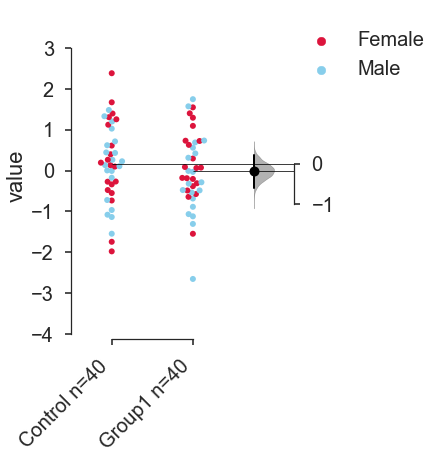 Female
Male
3
2
1
0
−1
−2
−3
−4
value
0
−1
Control n=40
Group1 n=40